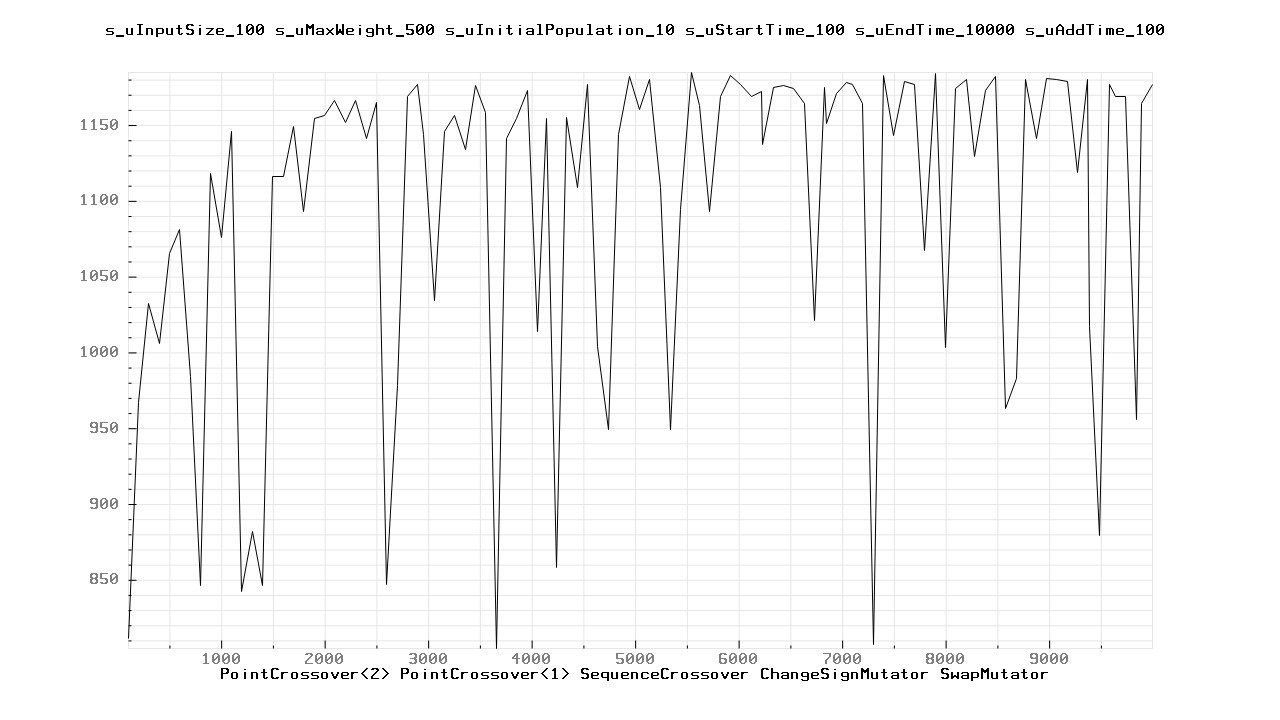 s_uInputSize_100 s_uMaxWeight_500 s_uInitialPopulation_10 s_uStartTime_100 s_uEndTime_10000 s_uAddTime_100
1150
1100
1050
1000
950
900
850
1000 2000 3000 4000 5000 6000 7000 8000 9000
PointCrossover<2> PointCrossover<1> SequenceCrossover ChangeSignMutator SwapMutator